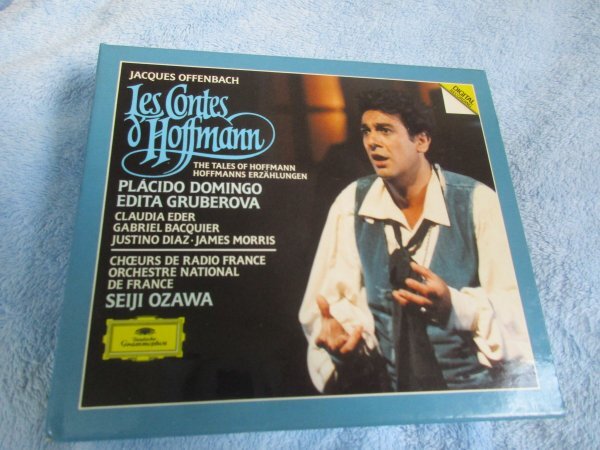 JACQUES OFFENBACH
Les Contes
d'Hoffmann
THE TALES OF HOFFMANN
HOFFMANNS ERZÄHLUNGEN
PLÁCIDO DOMINGO
EDITA GRUBEROVA
CLAUDIA EDER
GABRIEL BACQUIER
JUSTINO DIAZ · JAMES MORRIS
CHŒURS DE RADIO FRANCE
ORCHESTRE NATIONAL
DE FRANCE
SEIJI OZAWA
Deutsche
Grammophon
DIGITAL
RECORDING